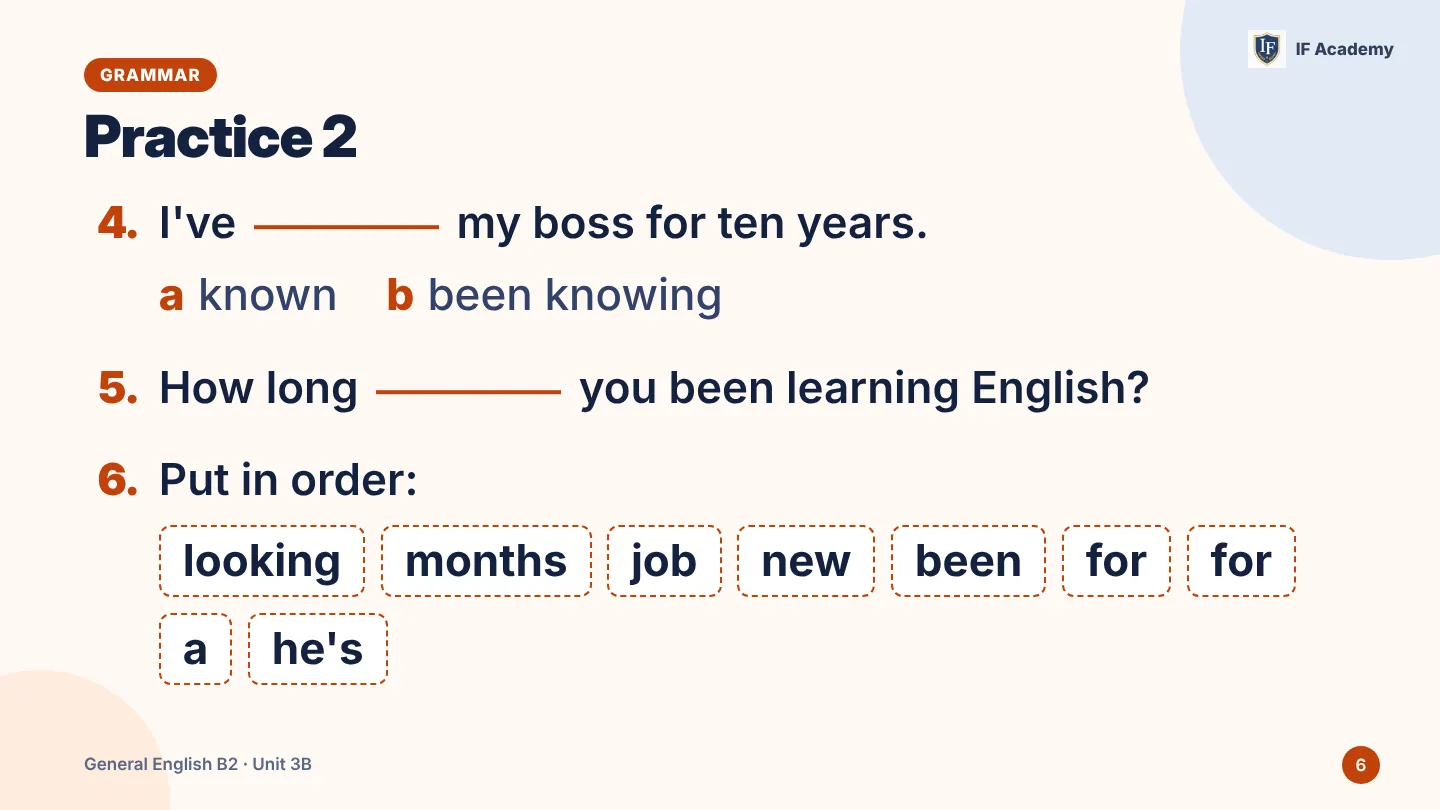 IF Academy
GRAMMAR
Practice 2
4. I've ________ my boss for ten years.
a known b been knowing
5. How long ________ you been learning English?
6. Put in order:
looking months job new been for for
a he's
General English B2 · Unit 3B
6